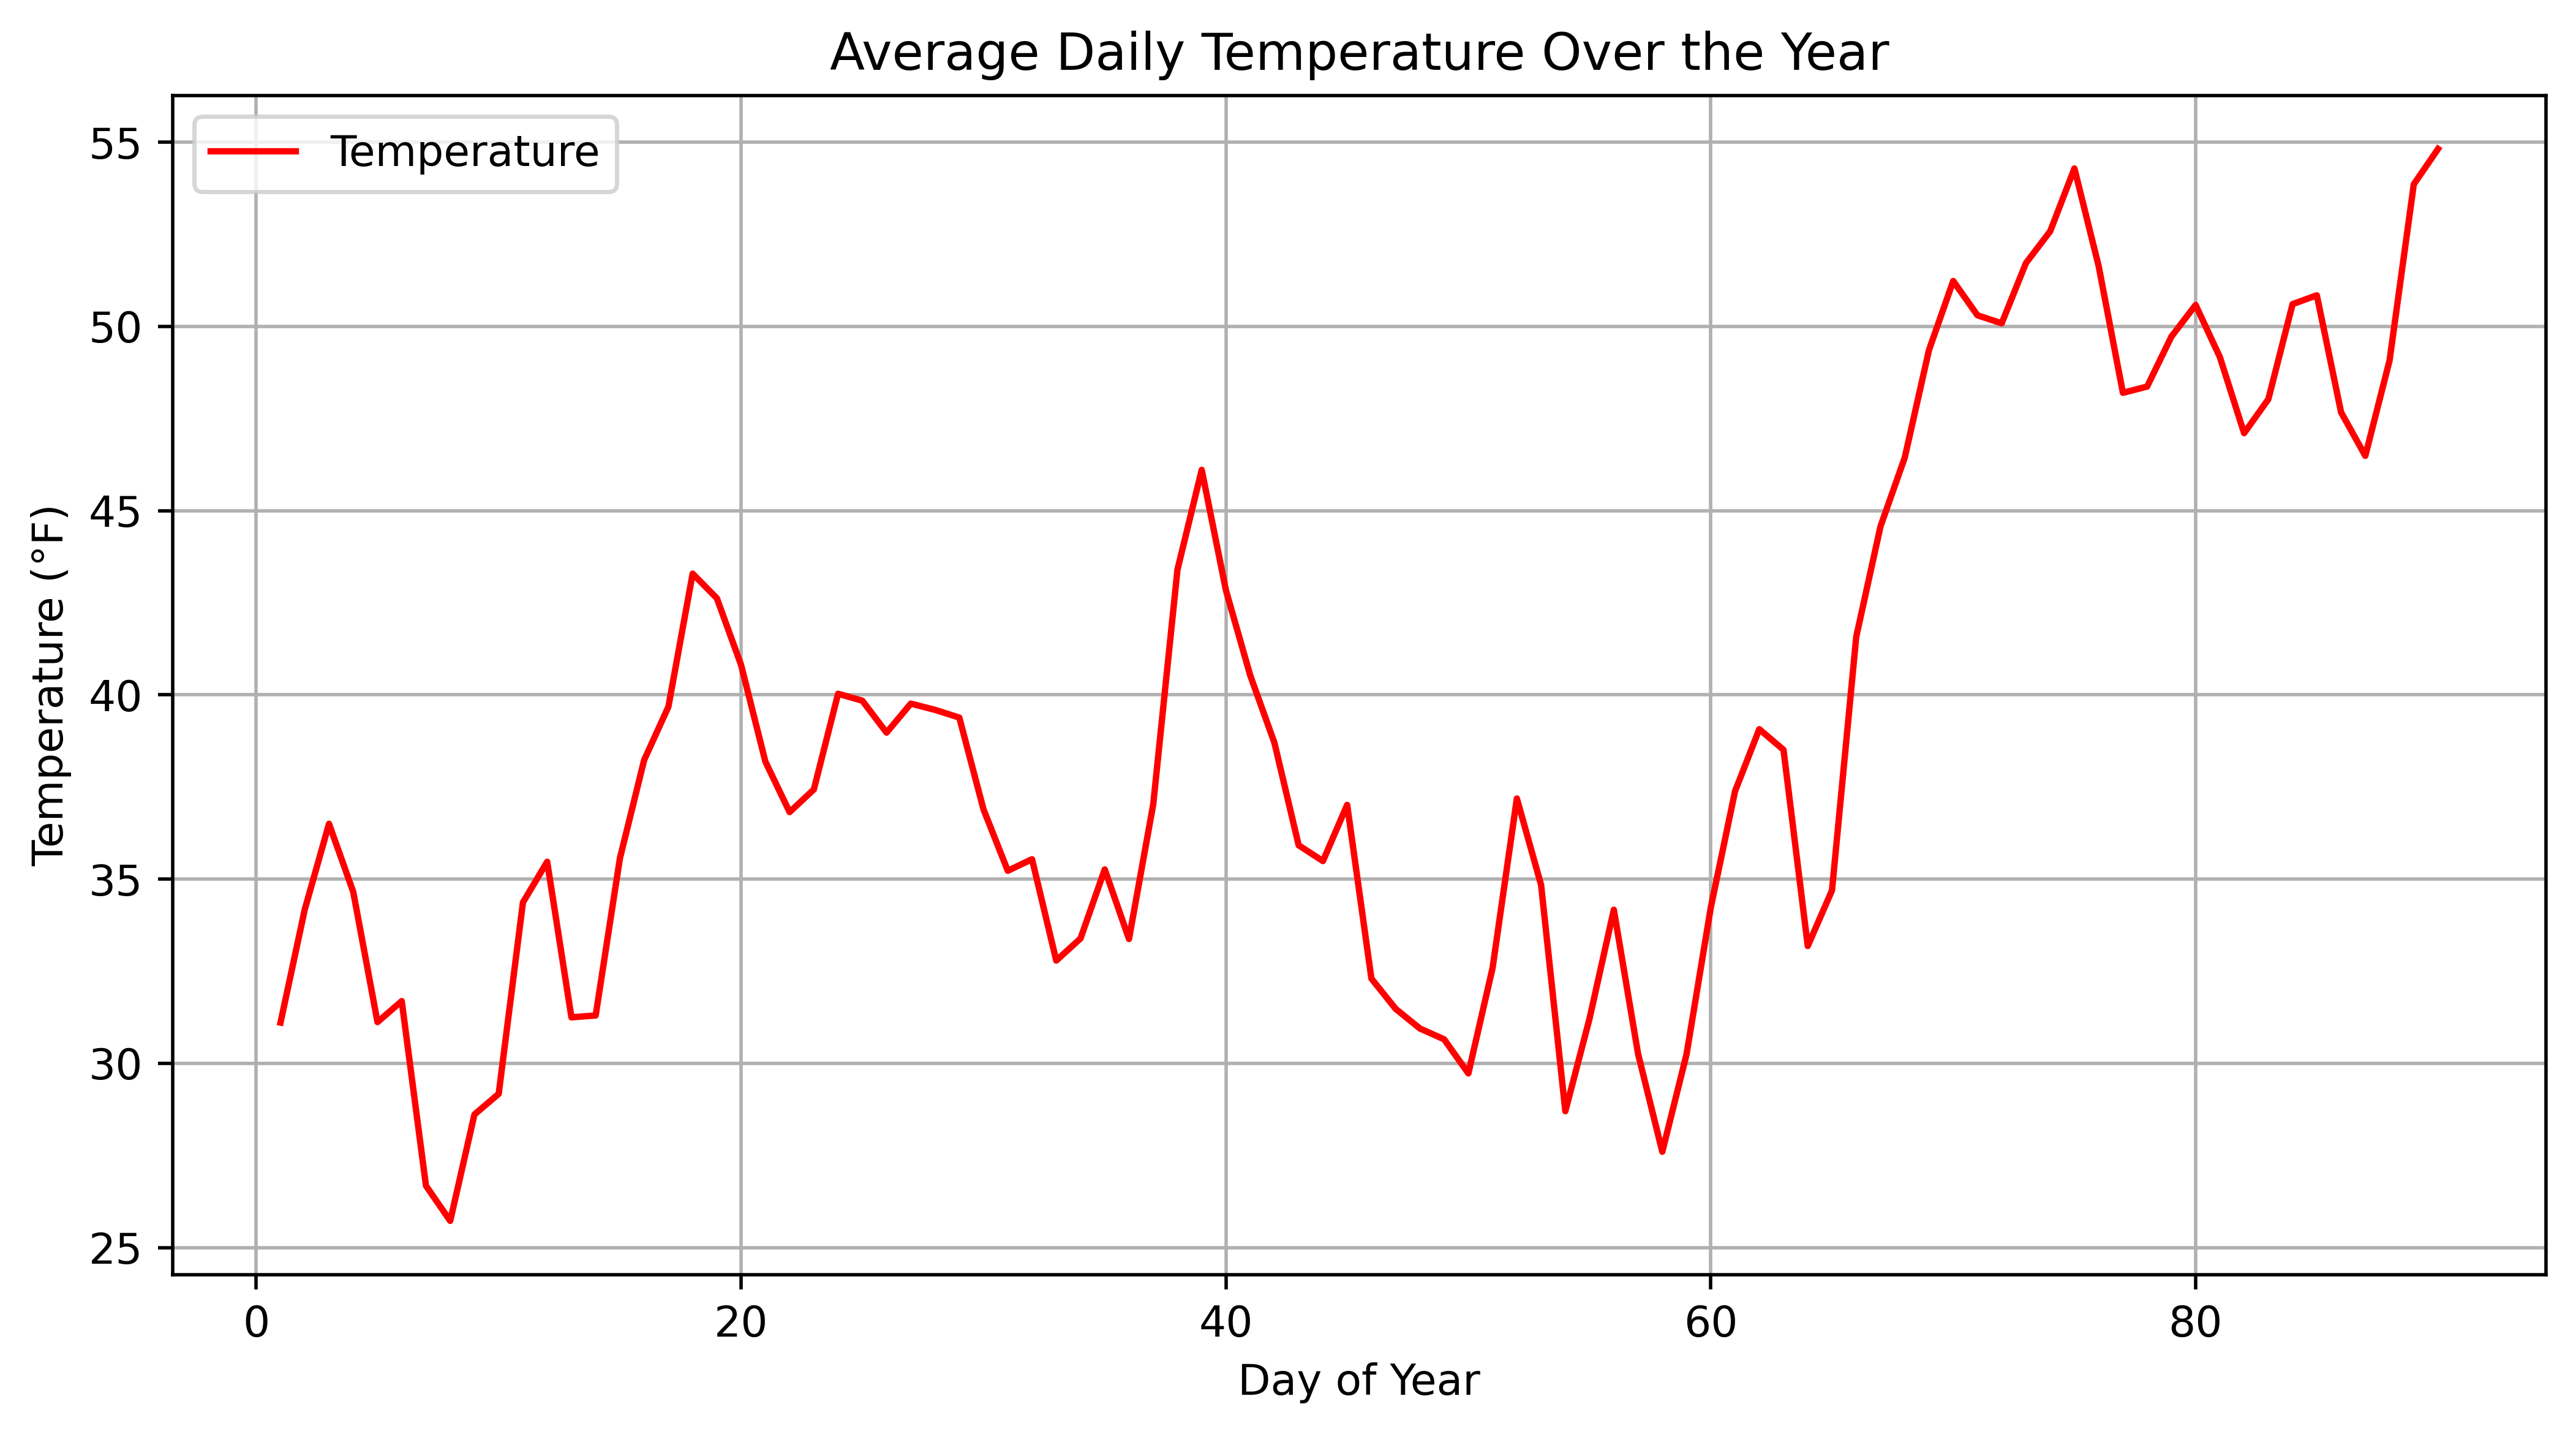 Average Daily Temperature Over the Year
Temperature
Temperature (°F)
55
50
45
40
35
30
25
0 20 40 60 80
Day of Year